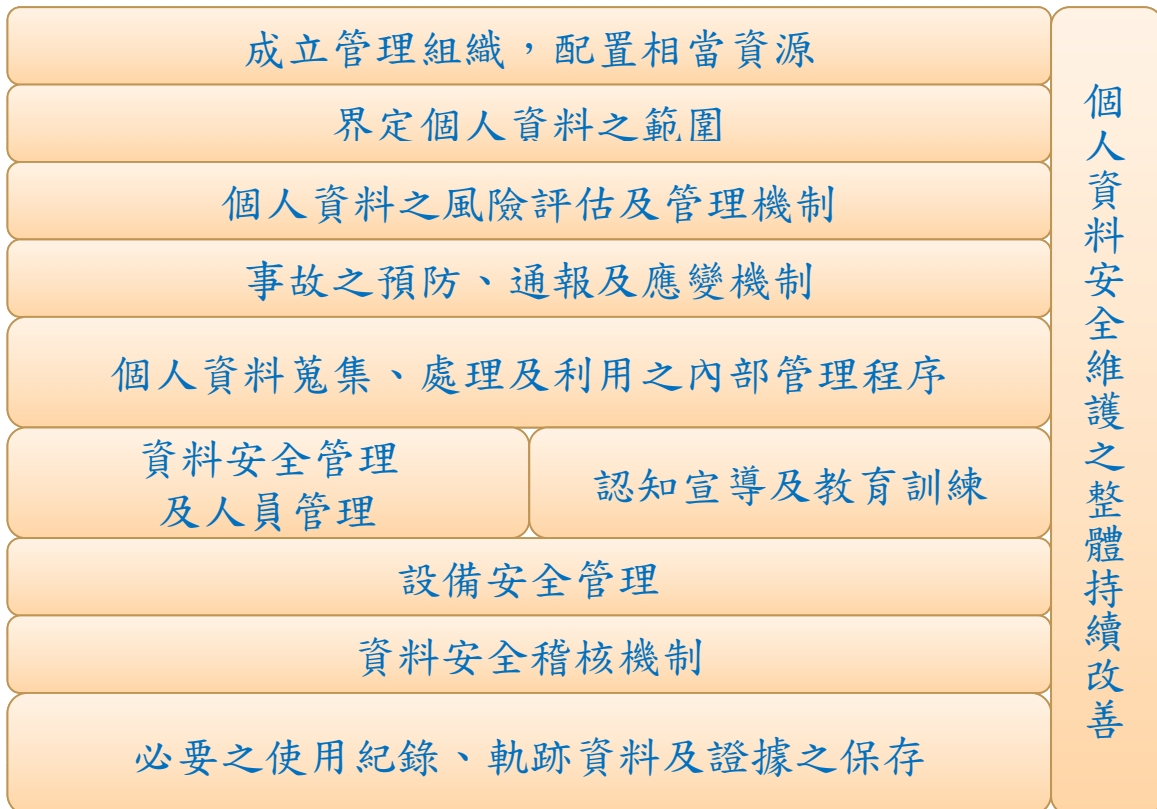 成立管理組織，配置相當資源
界定個人資料之範圍
個人資料之風險評估及管理機制
事故之預防、通報及應變機制
個人資料蒐集、處理及利用之內部管理程序
資料安全管理
及人員管理
認知宣導及教育訓練
設備安全管理
資料安全稽核機制
必要之使用紀錄、軌跡資料及證據之保存
個人資料安全維護之整體持續改善